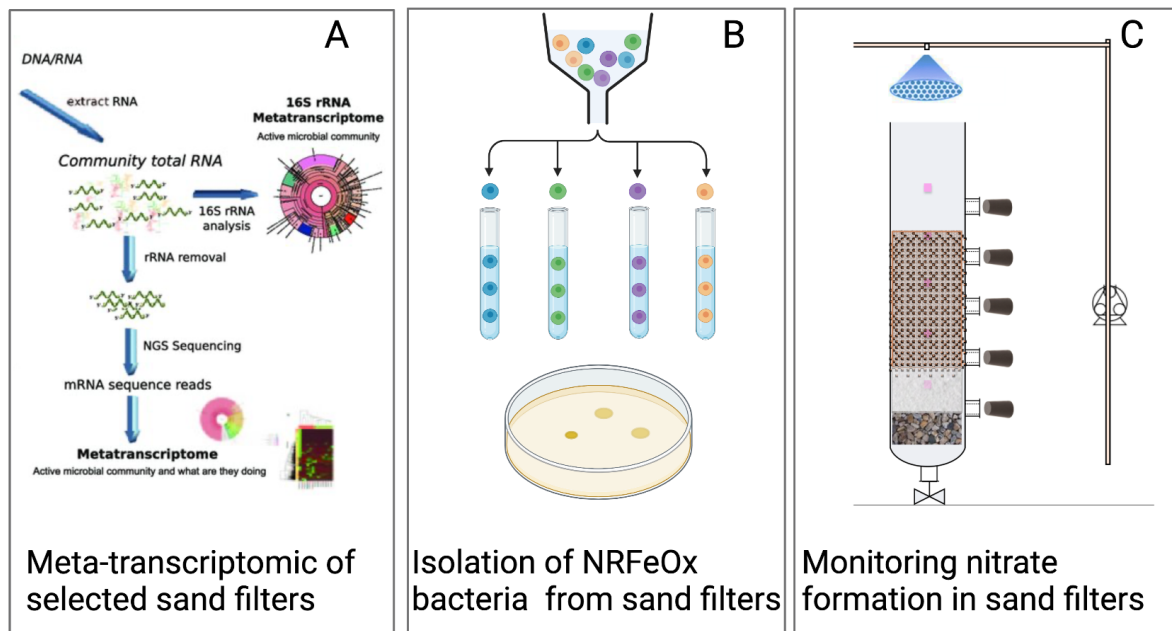 A
DNA/RNA
extract RNA
16S rRNA
Metatranscriptome
Active microbial community
Community total RNA
16S rRNA
analysis
rRNA removal
NGS Sequencing
mRNA sequence reads
Metatranscriptome
Active microbial community and what are they doing
Meta-transcriptomic of
selected sand filters
B
Isolation of NRFeOx
bacteria from sand filters
C
Monitoring nitrate
formation in sand filters